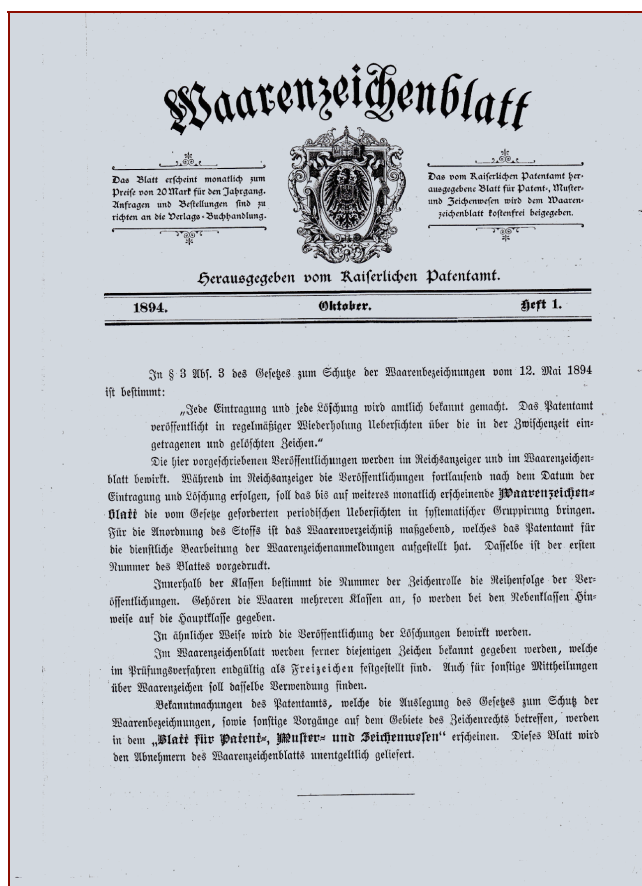 Waarenzeichenblatt
Das Blatt erscheint monatlich zum
Preise von 20 Mark für den Jahrgang.
Anfragen und Bestellungen sind zu
richten an die Verlags-Buchhandlung.
Das vom Kaiserlichen Patentamt her-
ausgegebene Blatt für Patent-, Muster-
und Zeichenwesen wird dem Waaren-
zeichenblatt kostenfrei beigegeben.
Herausgegeben vom Kaiserlichen Patentamt.
1894. Oktober. Heft 1.
In § 3 Abs. 3 des Gesetzes zum Schutze der Waarenbezeichnungen vom 12. Mai 1894
ist bestimmt:
„Jede Eintragung und jede Löschung wird amtlich bekannt gemacht. Das Patentamt
veröffentlicht in regelmäßiger Wiederholung Uebersichten über die in der Zwischenzeit ein-
getragenen und gelöschten Zeichen.“
Die hier vorgeschriebenen Veröffentlichungen werden im Reichsanzeiger und im Waarenzeichen-
blatt bewirkt. Während im Reichsanzeiger die Veröffentlichungen fortlaufend nach dem Datum der
Eintragung und Löschung erfolgen, soll das bis auf weiteres monatlich erscheinende Waarenzeichen-
blatt die vom Gesetze geforderten periodischen Uebersichten in systematischer Gruppirung bringen.
Für die Anordnung des Stoffs ist das Waarenverzeichniß maßgebend, welches das Patentamt für
die dienstliche Bearbeitung der Waarenzeichenanmeldungen aufgestellt hat. Dasselbe ist der ersten
Nummer des Blattes vorgedruckt.
Innerhalb der Klassen bestimmt die Nummer der Zeichenrolle die Reihenfolge der Ver-
öffentlichungen. Gehören die Waaren mehreren Klassen an, so werden bei den Nebenklassen Hin-
weise auf die Hauptklasse gegeben.
In ähnlicher Weise wird die Veröffentlichung der Löschungen bewirkt werden.
Im Waarenzeichenblatt werden ferner diejenigen Zeichen bekannt gegeben werden, welche
im Prüfungsverfahren endgültig als Freizeichen festgestellt sind. Auch für sonstige Mittheilungen
über Waarenzeichen soll dasselbe Verwendung finden.
Bekanntmachungen des Patentamts, welche die Auslegung des Gesetzes zum Schutz der
Waarenbezeichnungen, sowie sonstige Vorgänge auf dem Gebiete des Zeichenrechts betreffen, werden
in dem „Blatt für Patent-, Muster- und Zeichenwesen“ erscheinen. Dieses Blatt wird
den Abnehmern des Waarenzeichenblatts unentgeltlich geliefert.